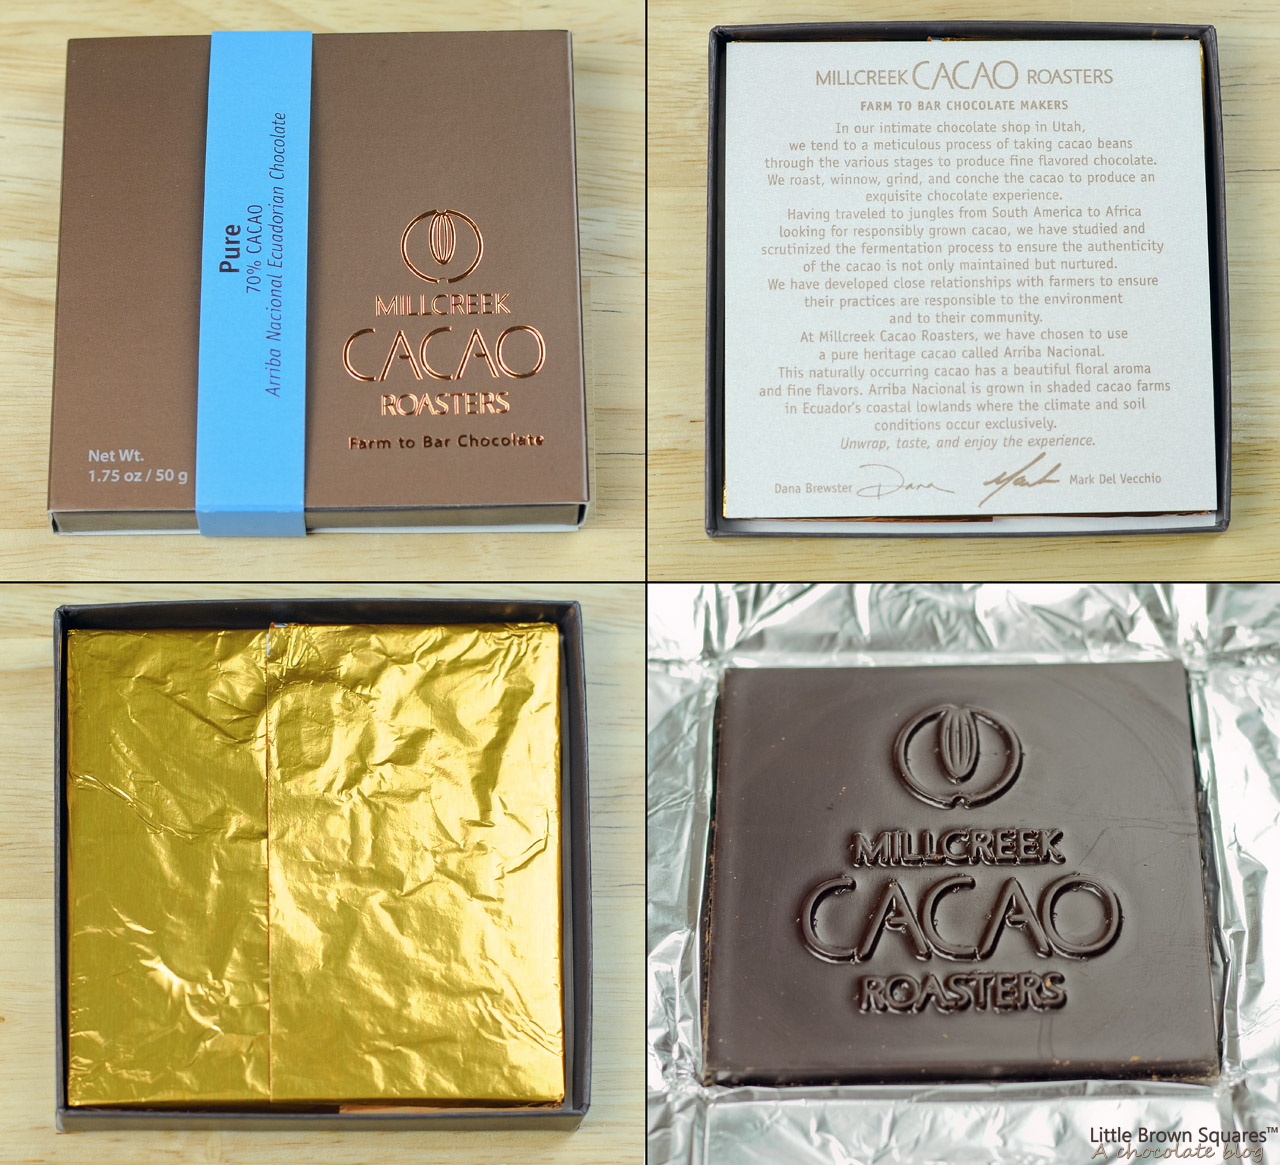 Pure
70% CACAO
Arriba Nacional Ecuadorian Chocolate
MILLCREEK
CACAO
ROASTERS
Farm to Bar Chocolate
Net Wt.
1.75 oz / 50 g
MILLCREEK CACAO ROASTERS
FARM TO BAR CHOCOLATE MAKERS
In our intimate chocolate shop in Utah,
we tend to a meticulous process of taking cacao beans
through the various stages to produce fine flavored chocolate.
We roast, winnow, grind, and conche the cacao to produce an
exquisite chocolate experience.
Having traveled to jungles from South America to Africa
looking for responsibly grown cacao, we have studied and
scrutinized the fermentation process to ensure the authenticity
of the cacao is not only maintained but nurtured.
We have developed close relationships with farmers to ensure
their practices are responsible to the environment
and to their community.
At Millcreek Cacao Roasters, we have chosen to use
a pure heritage cacao called Arriba Nacional.
This naturally occurring cacao has a beautiful floral aroma
and fine flavors. Arriba Nacional is grown in shaded cacao farms
in Ecuador's coastal lowlands where the climate and soil
conditions occur exclusively.
Unwrap, taste, and enjoy the experience.
Dana Brewster Dana Mark Mark Del Vecchio
MILLCREEK
CACAO
ROASTERS
Little Brown Squares™
A chocolate blog